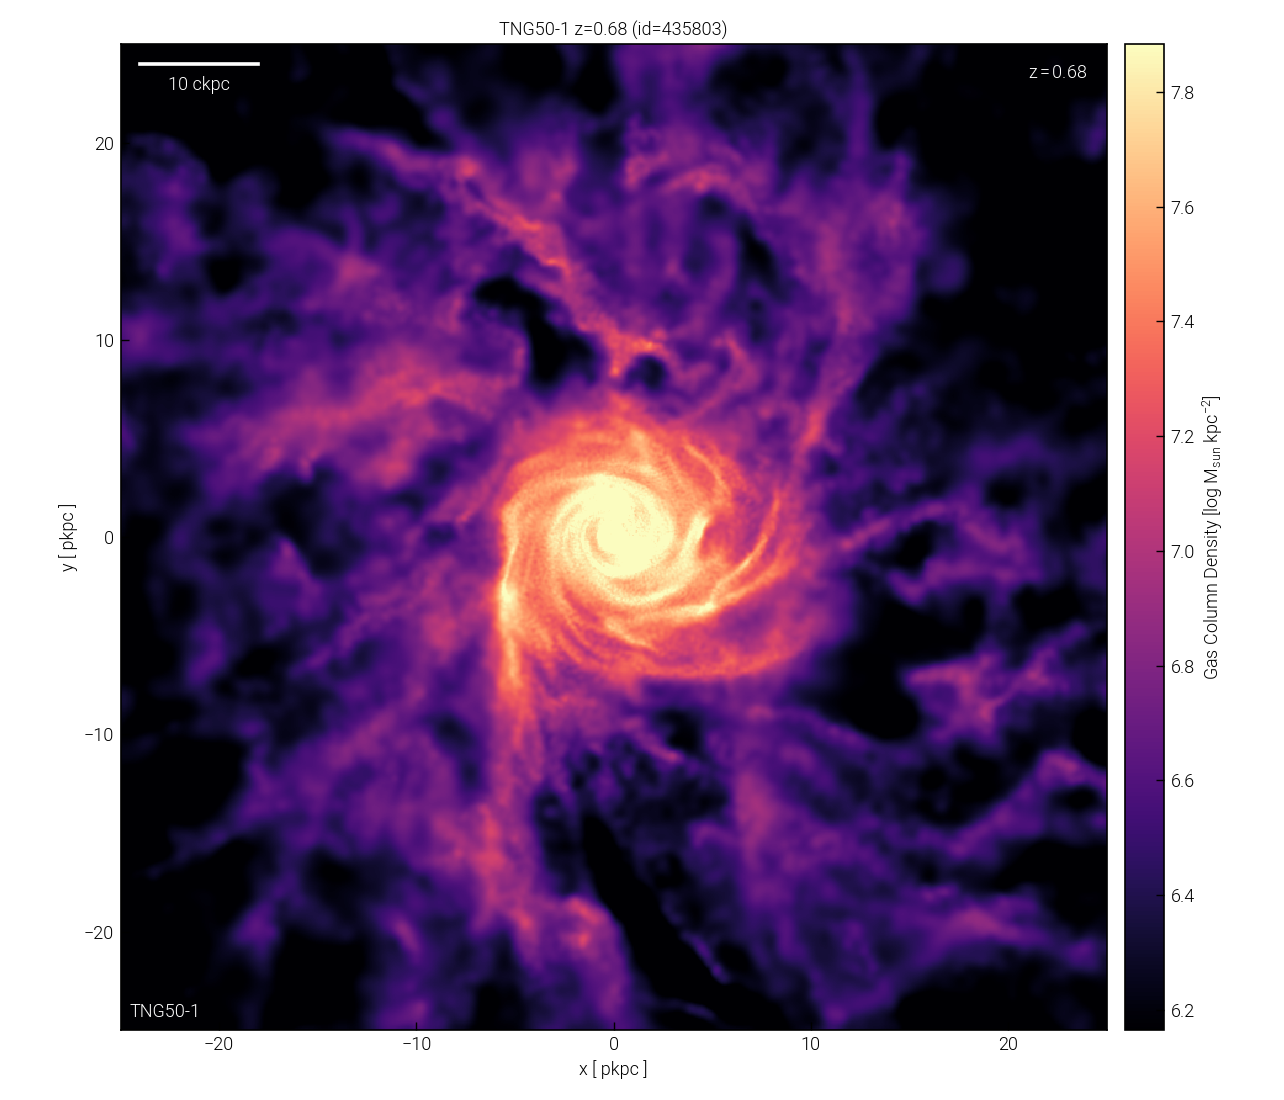 TNG50-1 z=0.68 (id=435803)
10 ckpc
z=0.68
TNG50-1
20
10
0
−10
−20
y [ pkpc ]
−20
−10
0
10
20
x [ pkpc ]
7.8
7.6
7.4
7.2
7.0
6.8
6.6
6.4
6.2
Gas Column Density [log M_sun kpc^−2]